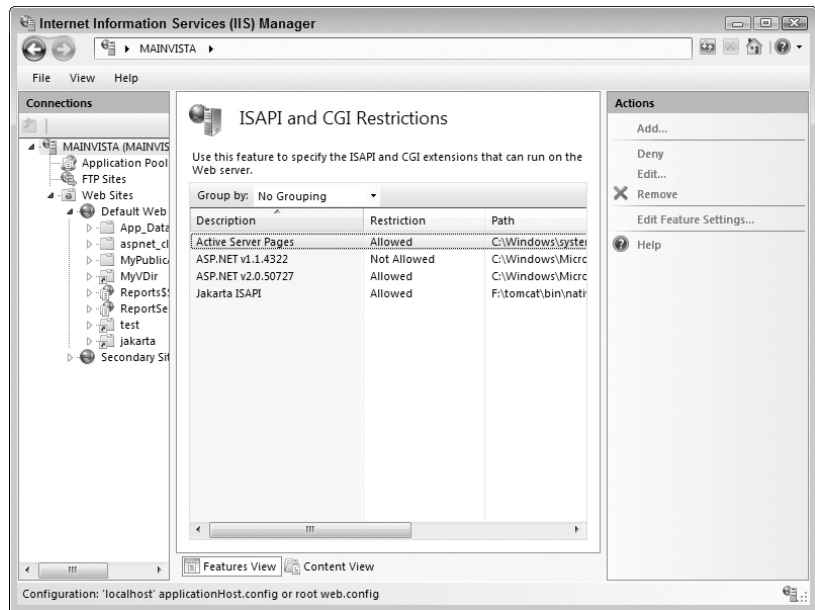 Internet Information Services (IIS) Manager
MAINVISTA
File View Help
Connections
MAINVISTA (MAINVIS
Application Pool
FTP Sites
Web Sites
Default Web
App_Data
aspnet_cl
MyPublic
MyVDir
Reports$S
ReportSe
test
jakarta
Secondary Sit
ISAPI and CGI Restrictions
Use this feature to specify the ISAPI and CGI extensions that can run on the
Web server.
Group by: No Grouping
Description Restriction Path
Active Server Pages Allowed C:\Windows\system
ASP.NET v1.1.4322 Not Allowed C:\Windows\Micro
ASP.NET v2.0.50727 Allowed C:\Windows\Micro
Jakarta ISAPI Allowed F:\tomcat\bin\nativ
Features View Content View
Actions
Add...
Deny
Edit...
Remove
Edit Feature Settings...
Help
Configuration: 'localhost' applicationHost.config or root web.config